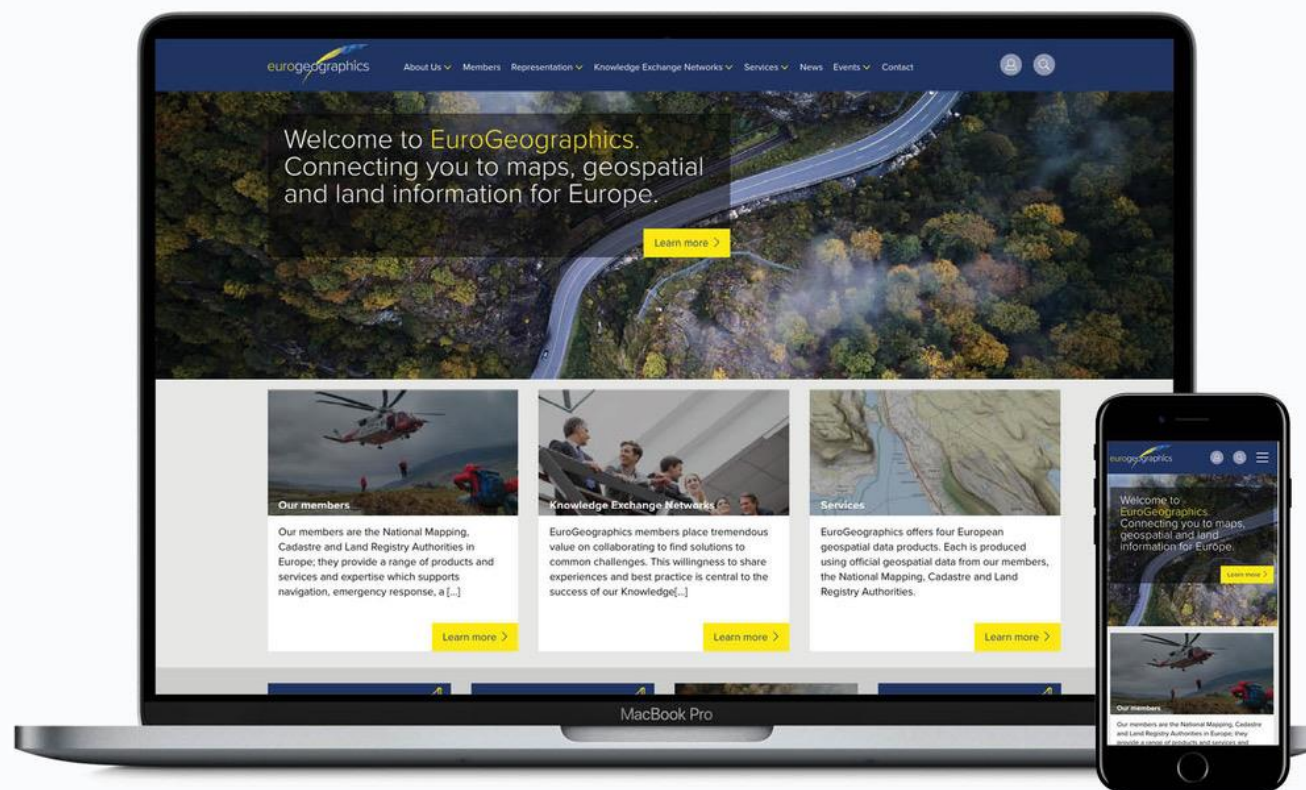 eurogeographics
About Us Members Representation Knowledge Exchange Networks Services News Events Contact
Welcome to EuroGeographics.
Connecting you to maps, geospatial
and land information for Europe.
Learn more
Our members
Our members are the National Mapping,
Cadastre and Land Registry Authorities in
Europe; they provide a range of products and
services and expertise which supports
navigation, emergency response, a [...]
Learn more
Knowledge Exchange Networks
EuroGeographics members place tremendous
value on collaborating to find solutions to
common challenges. This willingness to share
experiences and best practice is central to the
success of our Knowledge[...]
Learn more
Services
EuroGeographics offers four European
geospatial data products. Each is produced
using official geospatial data from our members,
the National Mapping, Cadastre and Land
Registry Authorities.
Learn more
MacBook Pro
eurogeographics
Welcome to
EuroGeographics.
Connecting you to maps,
geospatial and land
information for Europe.
Learn more
Our members
Our members are the National Mapping, Cadastre
and Land Registry Authorities in Europe; they
provide a range of products and services and